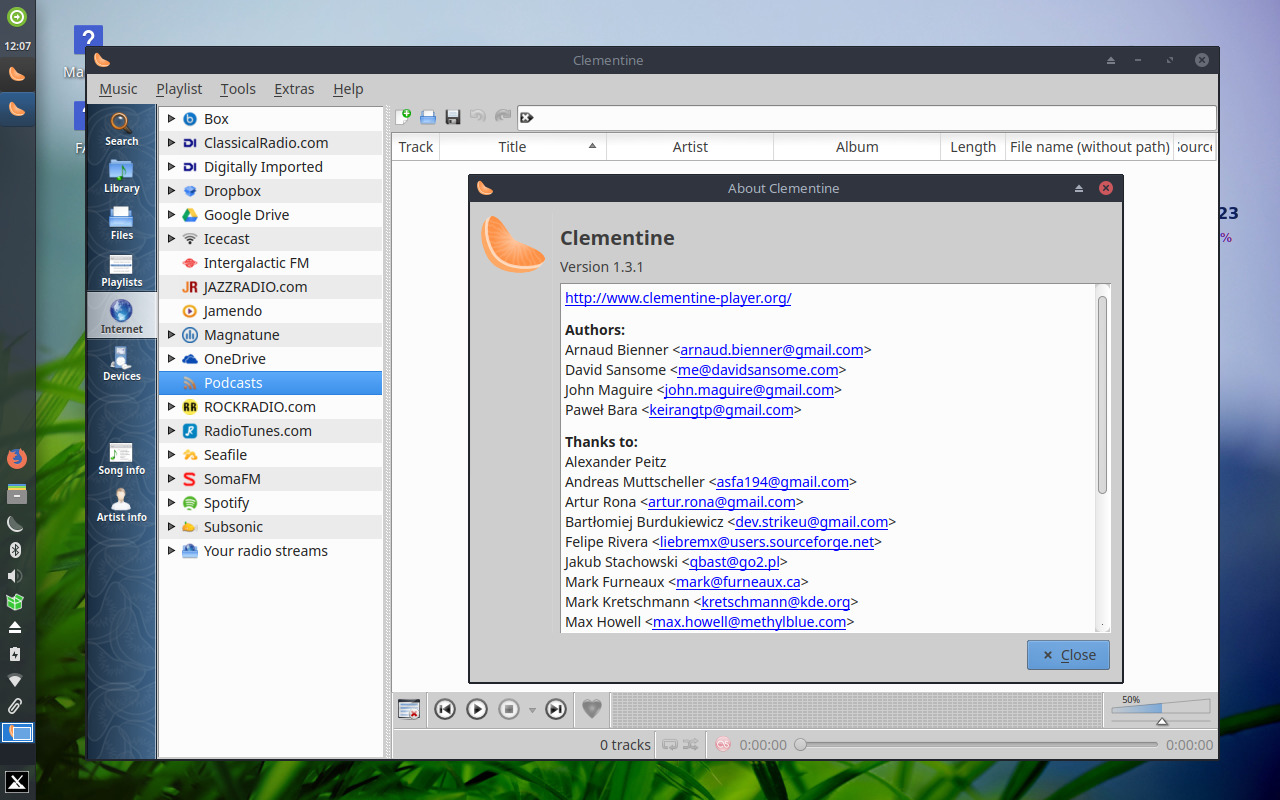 12:07
?
Ma
?
FA
Clementine
Music Playlist Tools Extras Help
Search
Library
Files
Playlists
Internet
Devices
Song info
Artist info
Box
ClassicalRadio.com
Digitally Imported
Dropbox
Google Drive
Icecast
Intergalactic FM
JAZZRADIO.com
Jamendo
Magnatune
OneDrive
Podcasts
ROCKRADIO.com
RadioTunes.com
Seafile
SomaFM
Spotify
Subsonic
Your radio streams
Track Title Artist Album Length File name (without path) Source
About Clementine
Clementine
Version 1.3.1
http://www.clementine-player.org/
Authors:
Arnaud Bienner <arnaud.bienner@gmail.com>
David Sansome <me@davidsansome.com>
John Maguire <john.maguire@gmail.com>
Paweł Bara <keirangtp@gmail.com>
Thanks to:
Alexander Peitz
Andreas Muttscheller <asfa194@gmail.com>
Artur Rona <artur.rona@gmail.com>
Bartłomiej Burdukiewicz <dev.strikeu@gmail.com>
Felipe Rivera <liebremx@users.sourceforge.net>
Jakub Stachowski <qbast@go2.pl>
Mark Furneaux <mark@furneaux.ca>
Mark Kretschmann <kretschmann@kde.org>
Max Howell <max.howell@methylblue.com>
Close
23
%
50%
0 tracks 0:00:00 0:00:00